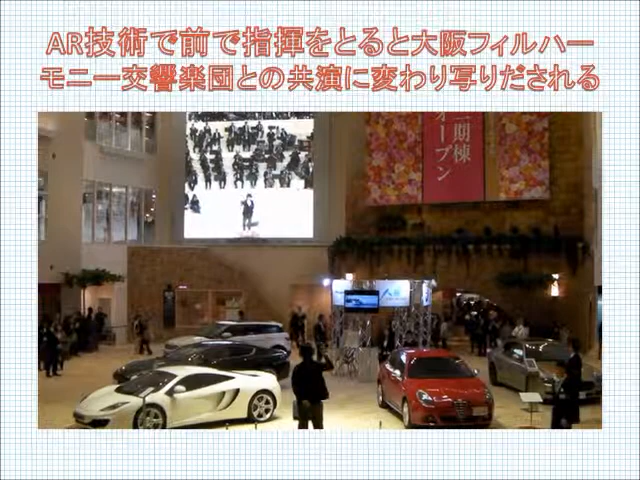 AR技術で前で指揮をとると大阪フィルハー
モニー交響楽団との共演に変わり写りだされる
二期棟
オープン